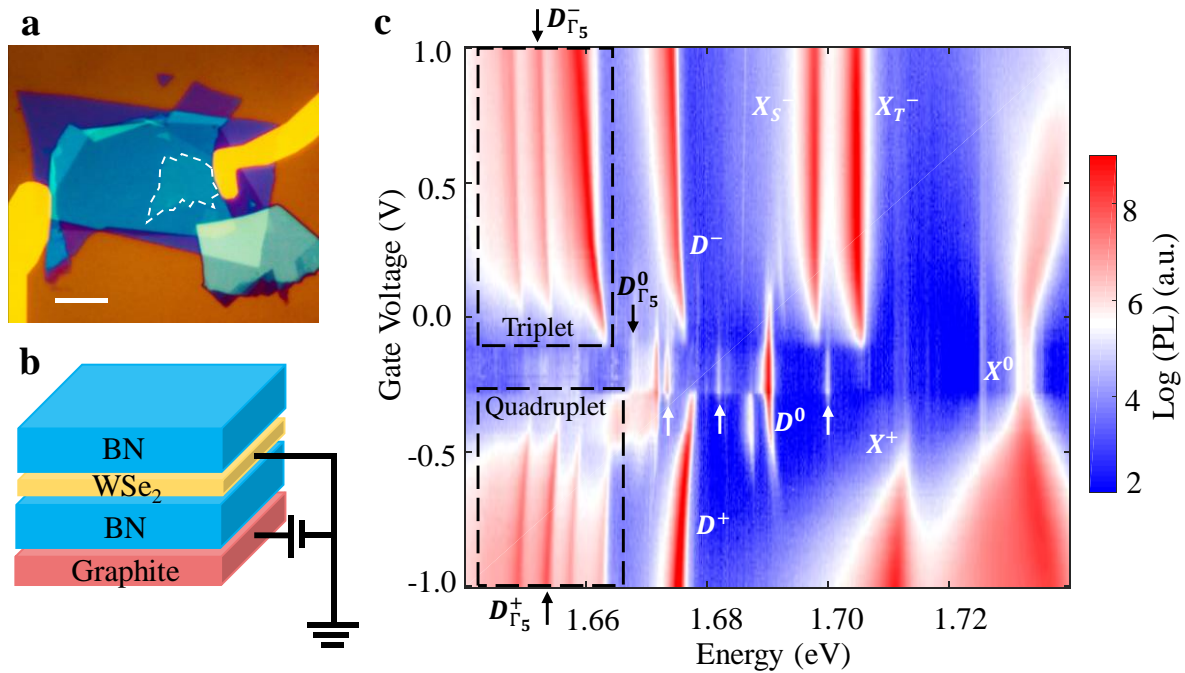 a
b
BN
WSe₂
BN
Graphite
c
D⁻Γ₅
1.0
0.5
0.0
-0.5
-1.0
Gate Voltage (V)
X_S⁻
X_T⁻
D⁻
D⁰Γ₅
Triplet
Quadruplet
D⁰
X⁰
X⁺
D⁺
D⁺Γ₅
1.66
1.68
1.70
1.72
Energy (eV)
8
6
4
2
Log (PL) (a.u.)